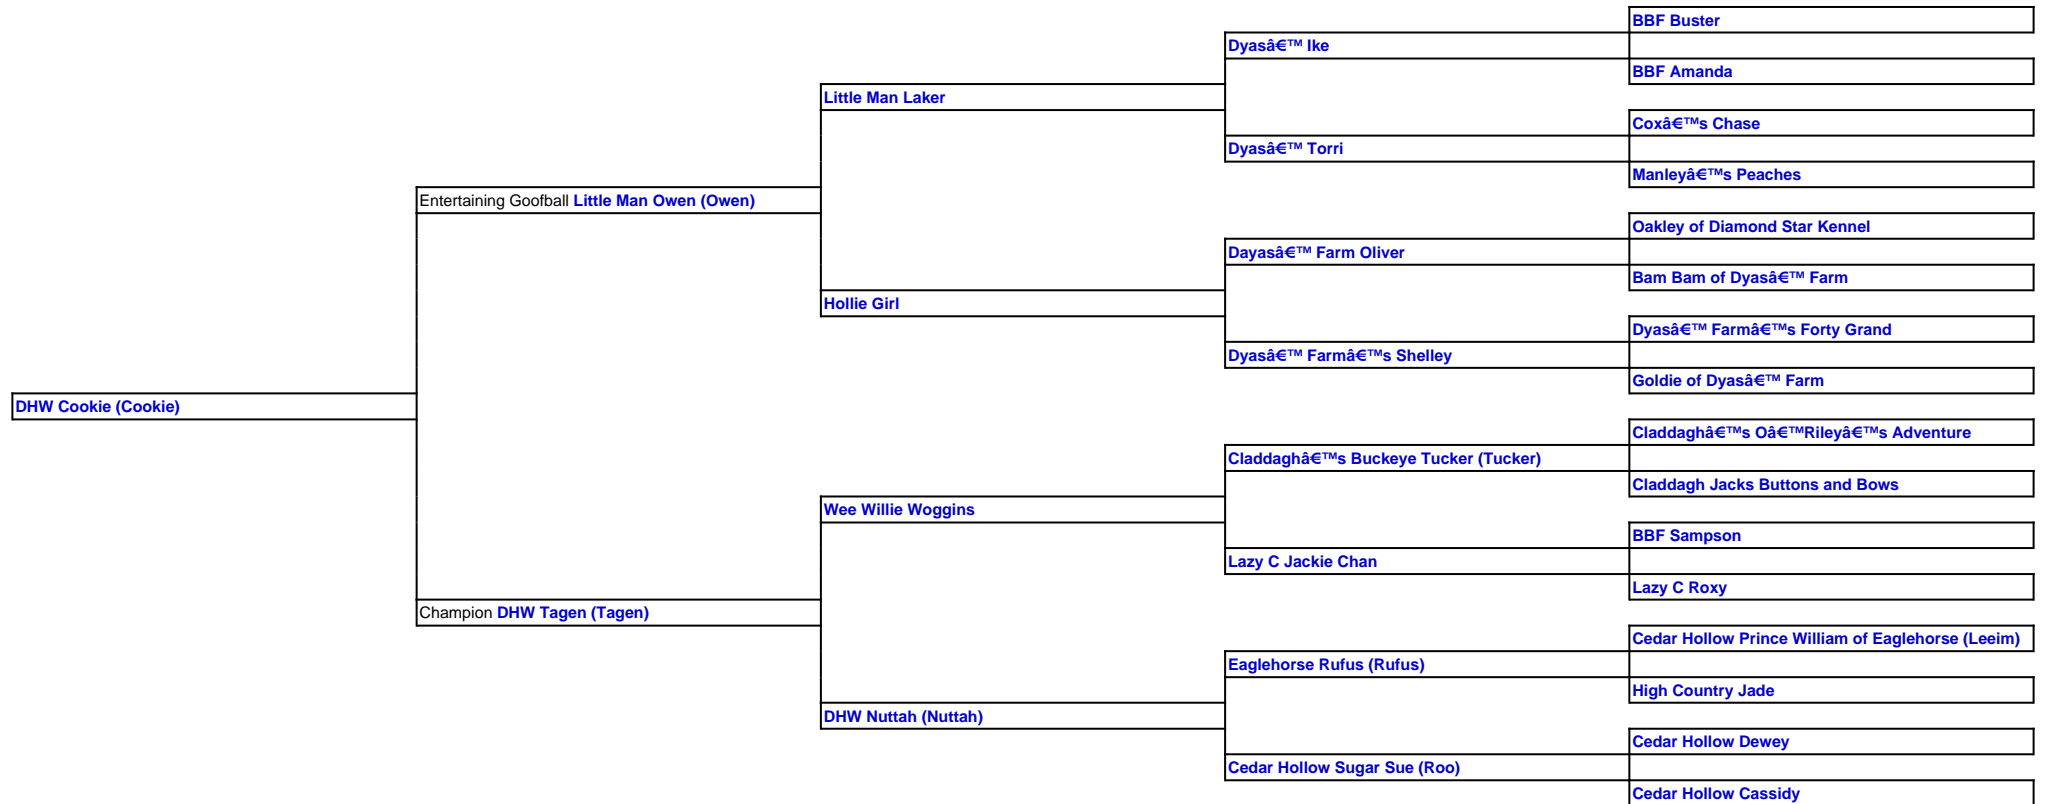 BBF Buster
Dyasâ€™ Ike
BBF Amanda
Little Man Laker
Coxâ€™s Chase
Dyasâ€™ Torri
Manleyâ€™s Peaches
Entertaining Goofball Little Man Owen (Owen)
Oakley of Diamond Star Kennel
Dayasâ€™ Farm Oliver
Bam Bam of Dyasâ€™ Farm
Hollie Girl
Dyasâ€™ Farmâ€™s Forty Grand
Dyasâ€™ Farmâ€™s Shelley
Goldie of Dyasâ€™ Farm
DHW Cookie (Cookie)
Claddaghâ€™s Oâ€™Rileyâ€™s Adventure
Claddaghâ€™s Buckeye Tucker (Tucker)
Claddagh Jacks Buttons and Bows
Wee Willie Woggins
BBF Sampson
Lazy C Jackie Chan
Lazy C Roxy
Champion DHW Tagen (Tagen)
Cedar Hollow Prince William of Eaglehorse (Leeim)
Eaglehorse Rufus (Rufus)
High Country Jade
DHW Nuttah (Nuttah)
Cedar Hollow Dewey
Cedar Hollow Sugar Sue (Roo)
Cedar Hollow Cassidy